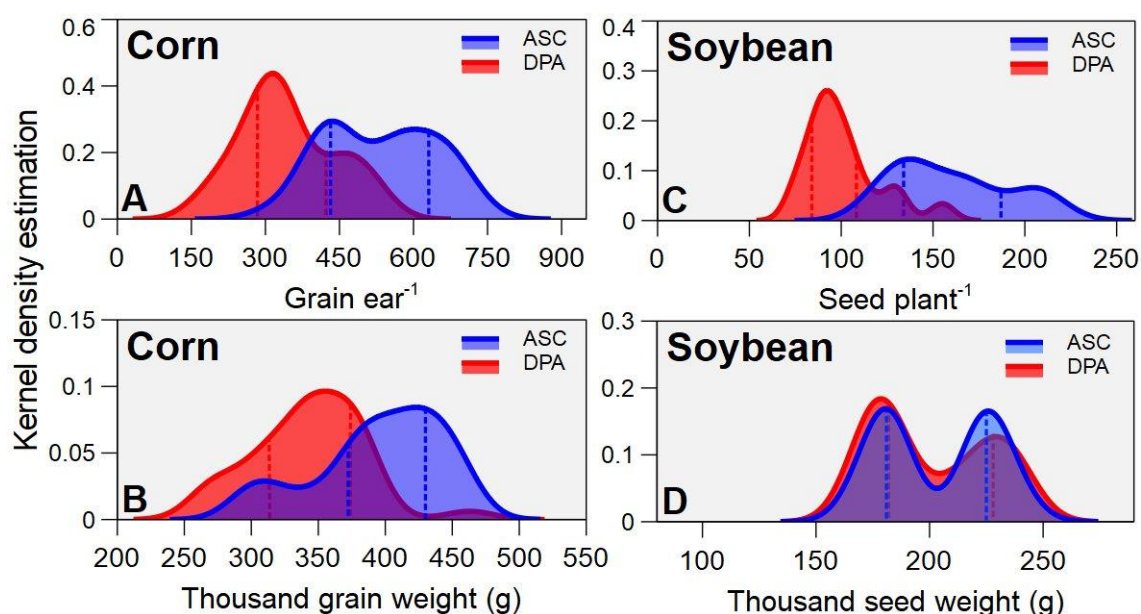 Kernel density estimation
Corn
ASC
DPA
A
0.6
0.4
0.2
0
0 150 300 450 600 750 900
Grain ear⁻¹
Soybean
ASC
DPA
C
0.4
0.3
0.2
0.1
0
0 50 100 150 200 250
Seed plant⁻¹
Corn
ASC
DPA
B
0.15
0.1
0.05
0
200 250 300 350 400 450 500 550
Thousand grain weight (g)
Soybean
ASC
DPA
D
0.3
0.2
0.1
0
100 150 200 250
Thousand seed weight (g)